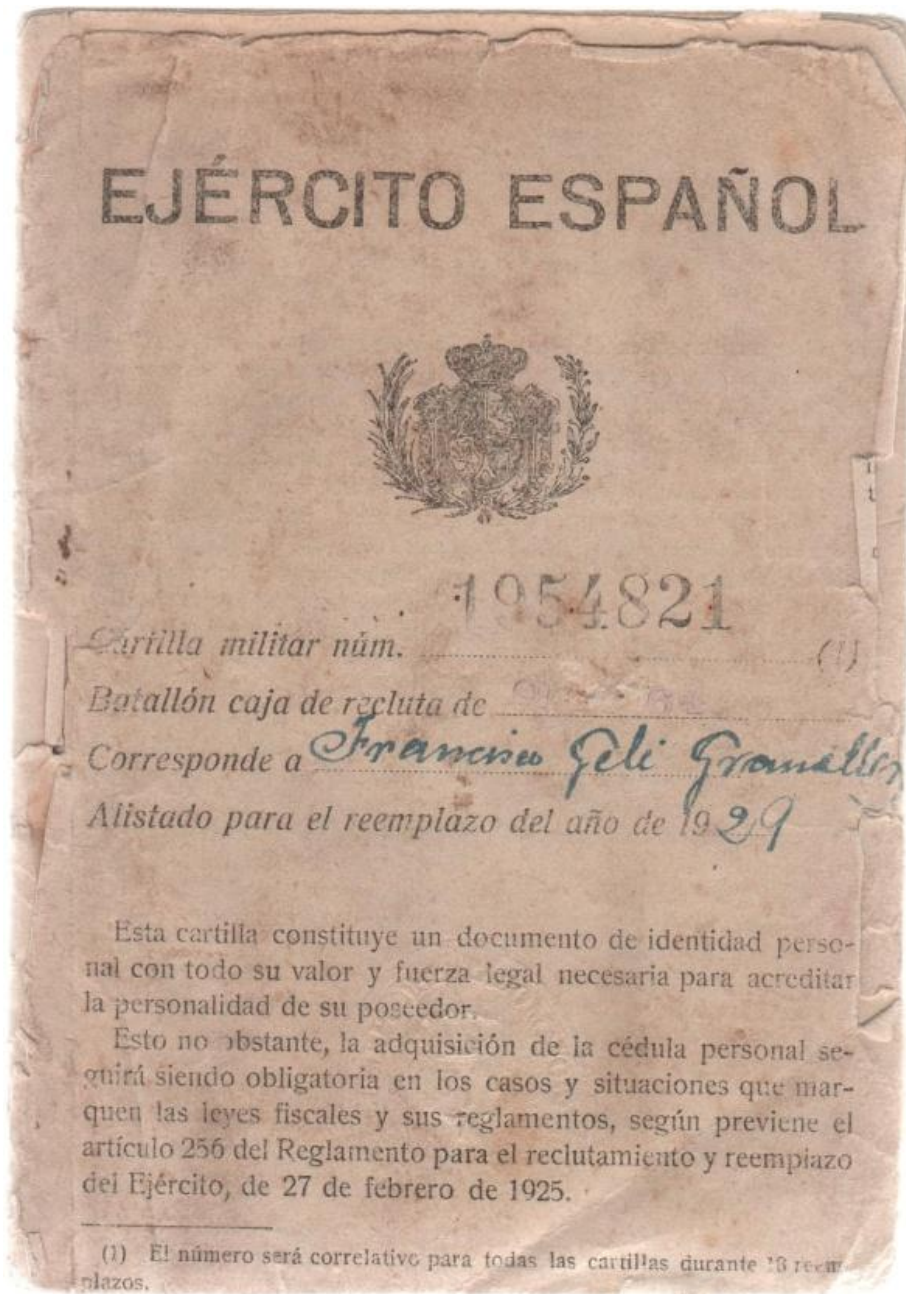 EJÉRCITO ESPAÑOL
1954821
Cartilla militar núm. (1)
Batallón caja de recluta de
Corresponde a Francisco Geli
Alistado para el reemplazo del año de 1929
Esta cartilla constituye un documento de identidad perso-
nal con todo su valor y fuerza legal necesaria para acreditar
la personalidad de su poseedor.
Esto no obstante, la adquisición de la cédula personal se-
guirá siendo obligatoria en los casos y situaciones que mar-
quen las leyes fiscales y sus reglamentos, según previene el
artículo 256 del Reglamento para el reclutamiento y reemplazo
del Ejército, de 27 de febrero de 1925.
(1) El número será correlativo para todas las cartillas durante reem-
plazos.